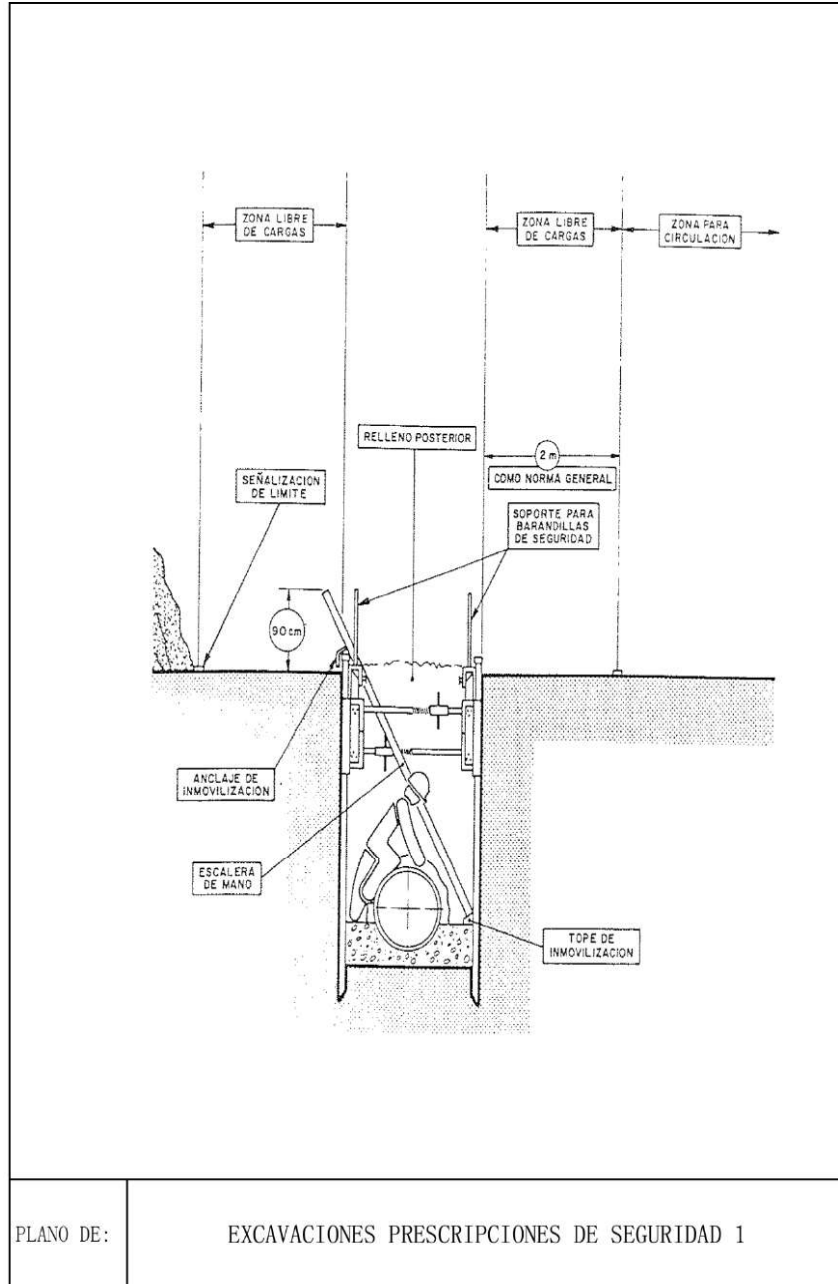 ZONA LIBRE
DE CARGAS
ZONA LIBRE
DE CARGAS
ZONA PARA
CIRCULACION
RELLENO POSTERIOR
2 m
COMO NORMA GENERAL
SEÑALIZACION
DE LIMITE
SOPORTE PARA
BARANDILLAS
DE SEGURIDAD
90 cm
ANCLAJE DE
INMOVILIZACION
ESCALERA
DE MANO
TOPE DE
INMOVILIZACION
PLANO DE:
EXCAVACIONES PRESCRIPCIONES DE SEGURIDAD 1